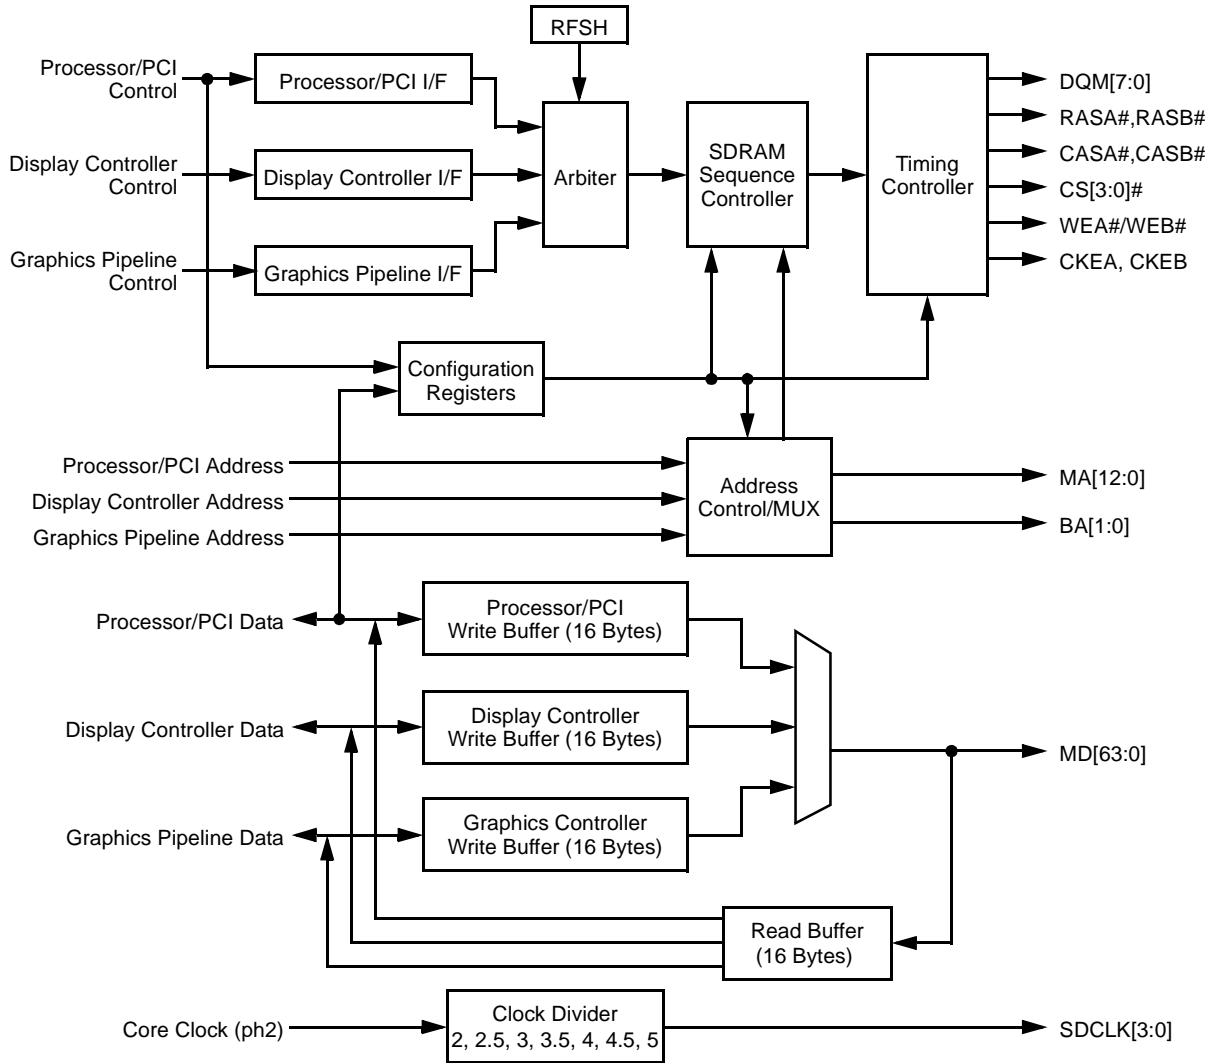 RFSH
Processor/PCI
Control
Processor/PCI I/F
DQM[7:0]
RASA#,RASB#
Display Controller
Control
Display Controller I/F
Arbiter
SDRAM
Sequence
Controller
Timing
Controller
CASA#,CASB#
CS[3:0]#
WEA#/WEB#
Graphics Pipeline
Control
Graphics Pipeline I/F
CKEA, CKEB
Configuration
Registers
Processor/PCI Address
Display Controller Address
Graphics Pipeline Address
Address
Control/MUX
MA[12:0]
BA[1:0]
Processor/PCI Data
Processor/PCI
Write Buffer (16 Bytes)
Display Controller Data
Display Controller
Write Buffer (16 Bytes)
MD[63:0]
Graphics Pipeline Data
Graphics Controller
Write Buffer (16 Bytes)
Read Buffer
(16 Bytes)
Core Clock (ph2)
Clock Divider
2, 2.5, 3, 3.5, 4, 4.5, 5
SDCLK[3:0]